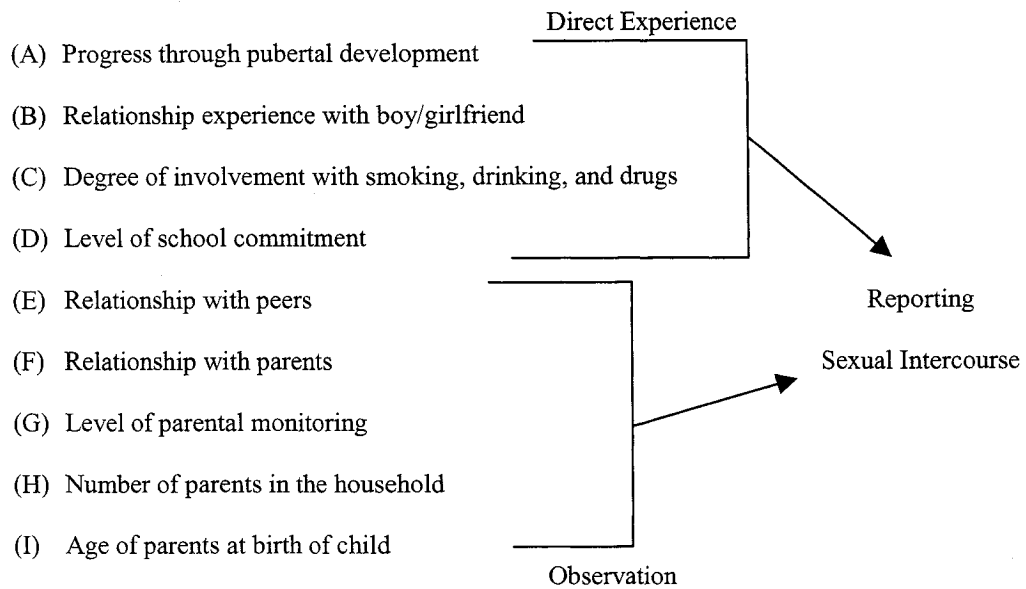 Direct Experience
(A) Progress through pubertal development
(B) Relationship experience with boy/girlfriend
(C) Degree of involvement with smoking, drinking, and drugs
(D) Level of school commitment
(E) Relationship with peers
Reporting
(F) Relationship with parents
Sexual Intercourse
(G) Level of parental monitoring
(H) Number of parents in the household
(I) Age of parents at birth of child
Observation